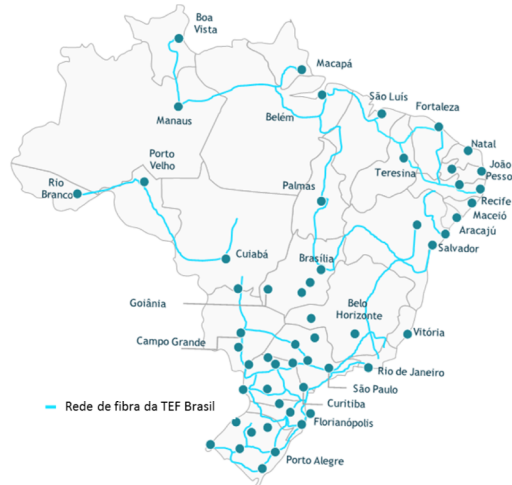 Boa
Vista
Macapá
São Luís
Fortaleza
Manaus
Belém
Natal
João
Pesso
Porto
Velho
Teresina
Rio
Branco
Palmas
Recife
Maceió
Aracajú
Salvador
Cuiabá
Brasília
Goiânia
Belo
Horizonte
Vitória
Campo Grande
Rio de Janeiro
São Paulo
Curitiba
Rede de fibra da TEF Brasil
Florianópolis
Porto Alegre